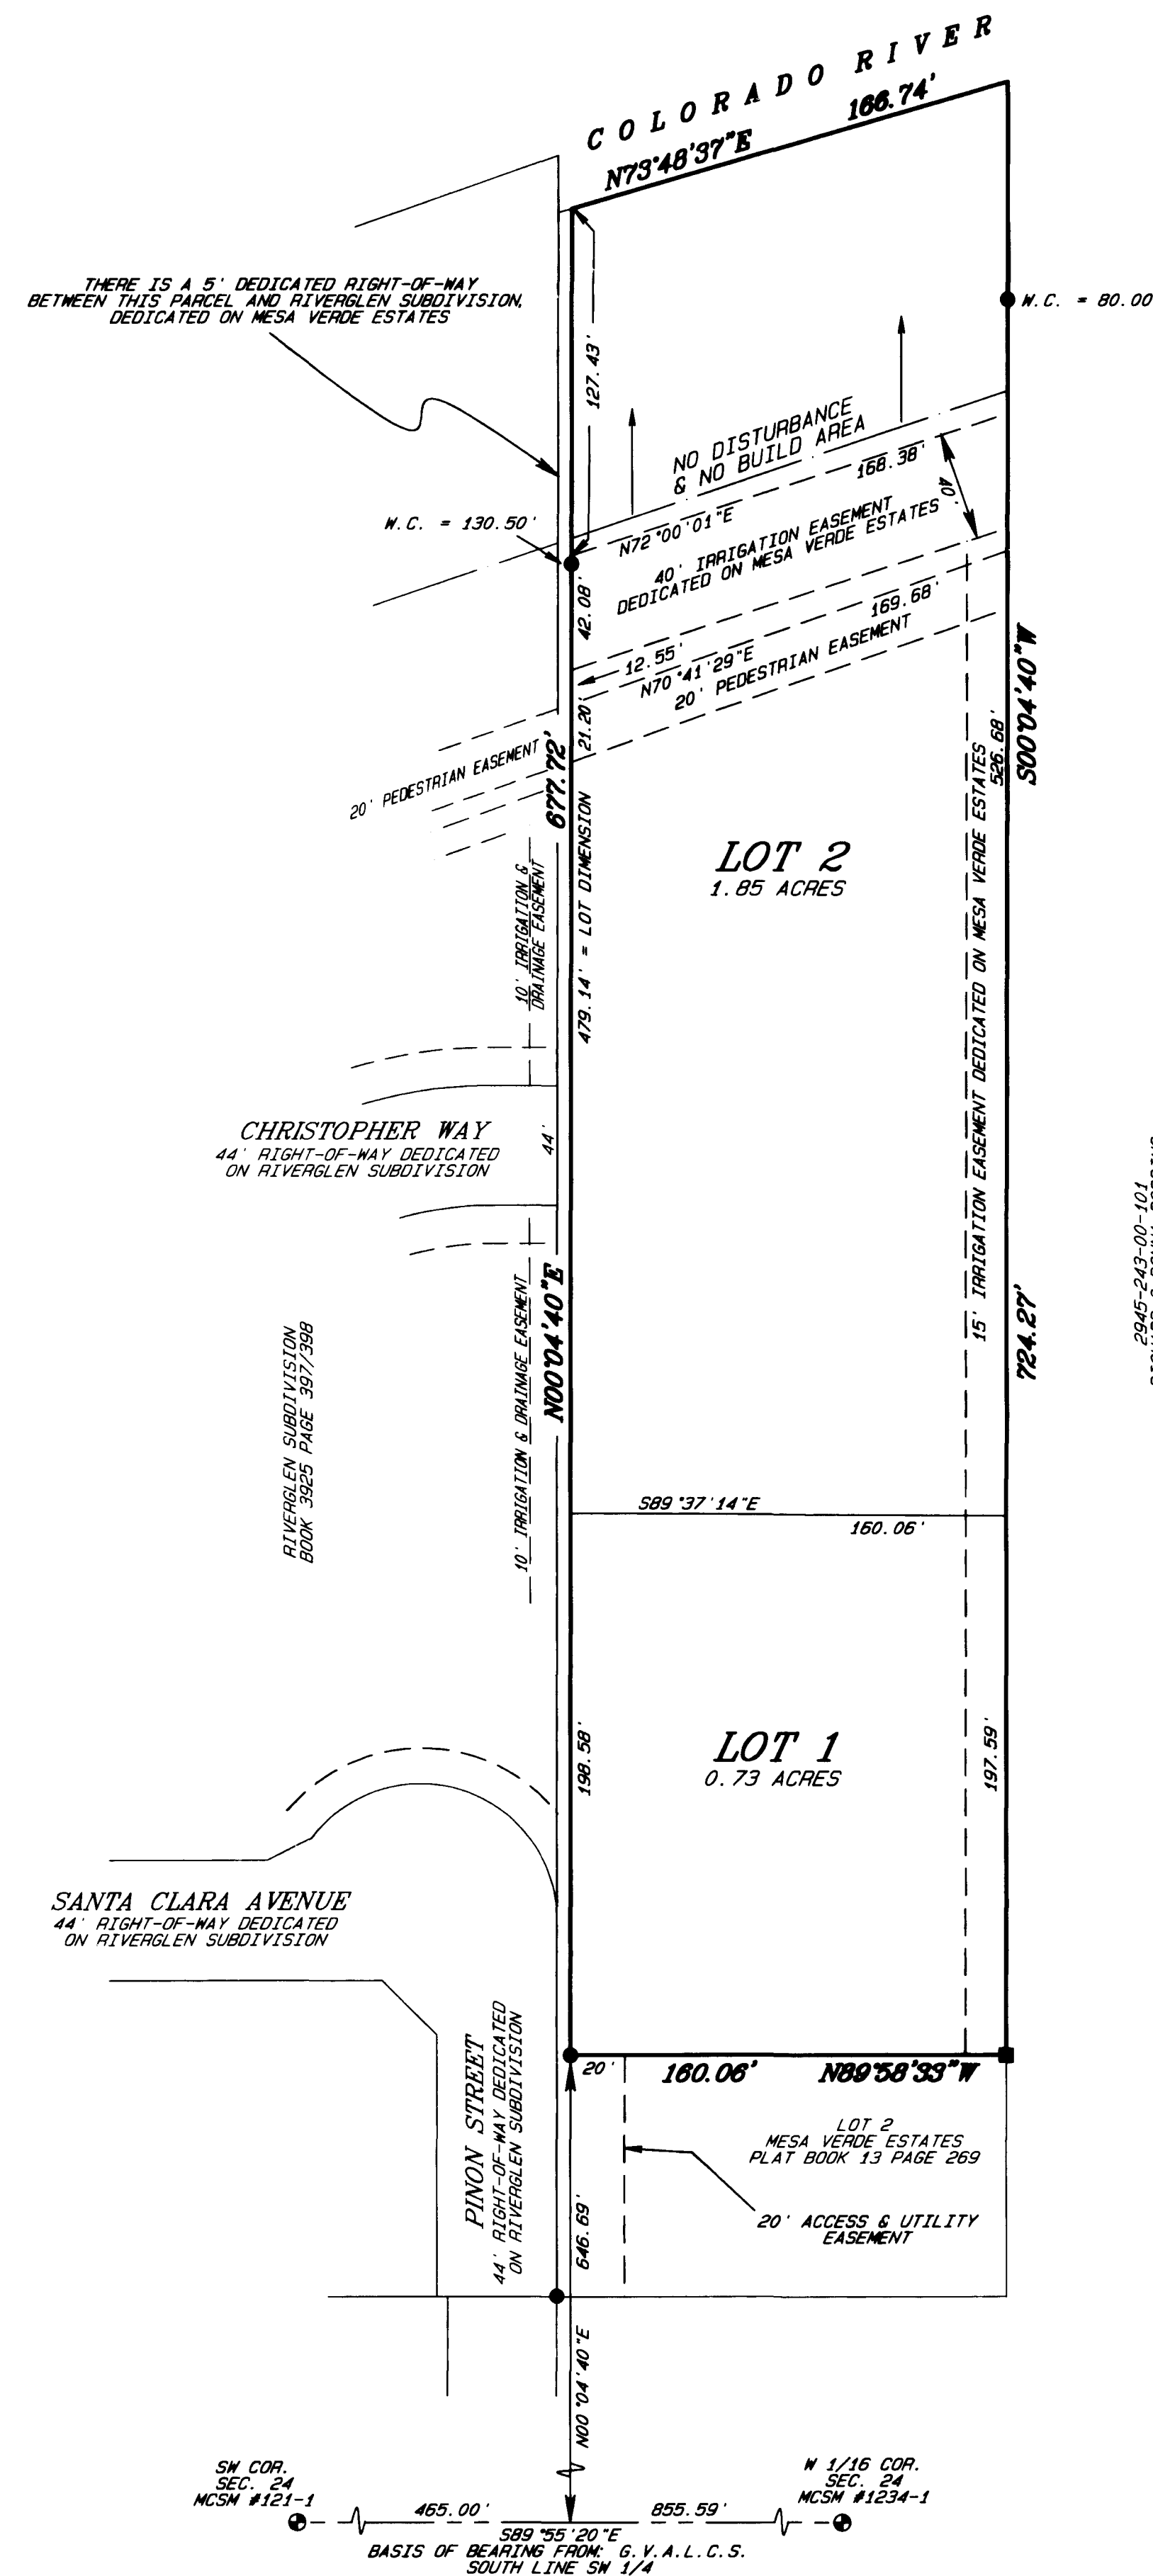 COLORADO RIVER
166.74'
N73°48'37"E
THERE IS A 5' DEDICATED RIGHT-OF-WAY
BETWEEN THIS PARCEL AND RIVERGLEN SUBDIVISION,
DEDICATED ON MESA VERDE ESTATES
W.C. = 80.00
127.43'
NO DISTURBANCE
& NO BUILD AREA
168.38'
N72°00'01"E
40'
W.C. = 130.50'
40' IRRIGATION EASEMENT
DEDICATED ON MESA VERDE ESTATES
42.08'
169.68'
12.55'
N70°41'29"E
20' PEDESTRIAN EASEMENT
21.20'
20' PEDESTRIAN EASEMENT
677.72'
479.14' = LOT DIMENSION
S00°04'40"W
526.68'
15' IRRIGATION EASEMENT DEDICATED ON MESA VERDE ESTATES
LOT 2
1.85 ACRES
10' IRRIGATION &
DRAINAGE EASEMENT
CHRISTOPHER WAY
44' RIGHT-OF-WAY DEDICATED
ON RIVERGLEN SUBDIVISION
44'
2945-243-00-101
N00°04'40"E
724.27'
10' IRRIGATION & DRAINAGE EASEMENT
RIVERGLEN SUBDIVISION
BOOK 3925 PAGE 397/398
S89°37'14"E
160.06'
LOT 1
0.73 ACRES
198.58'
197.59'
SANTA CLARA AVENUE
44' RIGHT-OF-WAY DEDICATED
ON RIVERGLEN SUBDIVISION
PINON STREET
44' RIGHT-OF-WAY DEDICATED
ON RIVERGLEN SUBDIVISION
20'
160.06'
N89°58'33"W
LOT 2
MESA VERDE ESTATES
PLAT BOOK 13 PAGE 269
20' ACCESS & UTILITY
EASEMENT
646.69'
N00°04'40"E
SW COR.
SEC. 24
MCSM #121-1
W 1/16 COR.
SEC. 24
MCSM #1234-1
465.00'
855.59'
S89°55'20"E
BASIS OF BEARING FROM: G.V.A.L.C.S.
SOUTH LINE SW 1/4